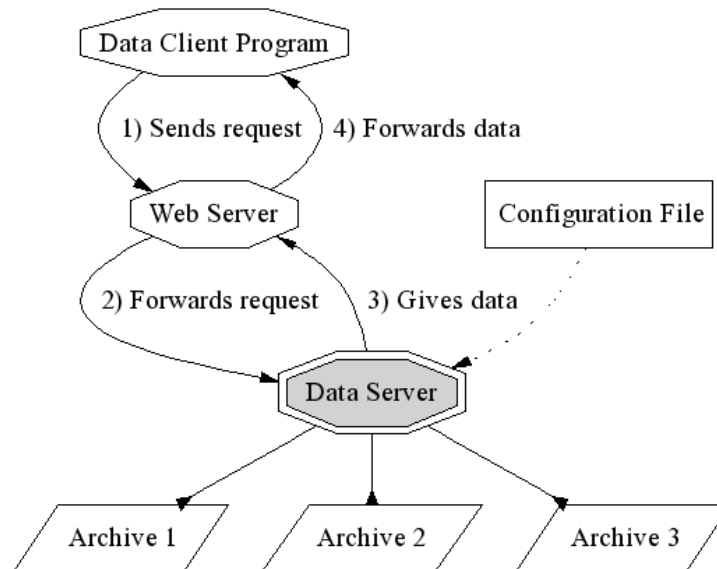 Data Client Program
1) Sends request
4) Forwards data
Web Server
Configuration File
2) Forwards request
3) Gives data
Data Server
Archive 1
Archive 2
Archive 3